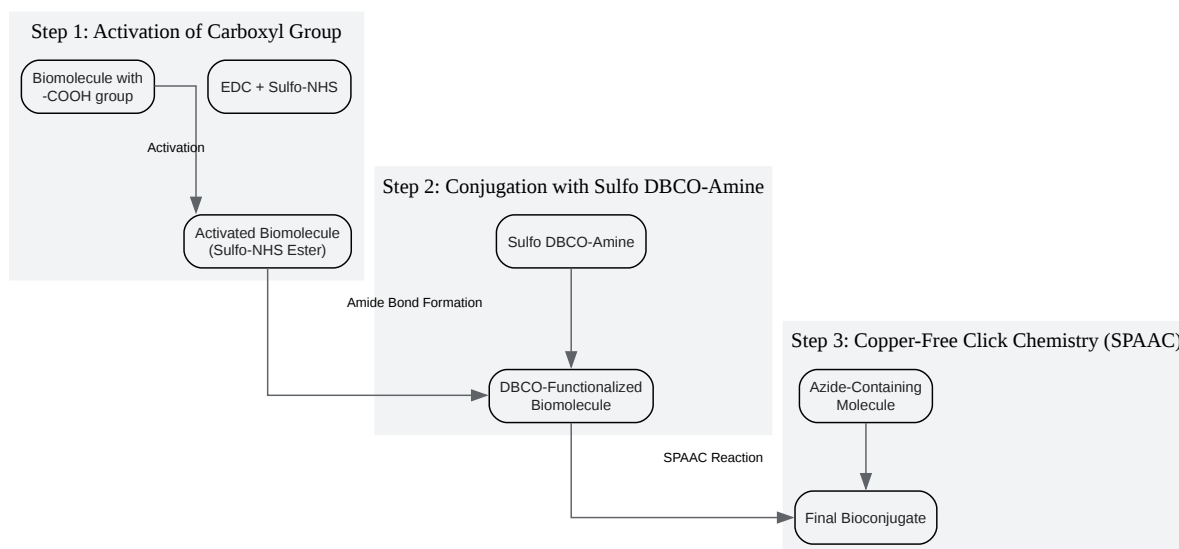 Step 1: Activation of Carboxyl Group
Biomolecule with
-COOH group
EDC + Sulfo-NHS
Activation
Activated Biomolecule
(Sulfo-NHS Ester)
Step 2: Conjugation with Sulfo DBCO-Amine
Sulfo DBCO-Amine
Amide Bond Formation
DBCO-Functionalized
Biomolecule
SPAAC Reaction
Step 3: Copper-Free Click Chemistry (SPAAC)
Azide-Containing
Molecule
Final Bioconjugate